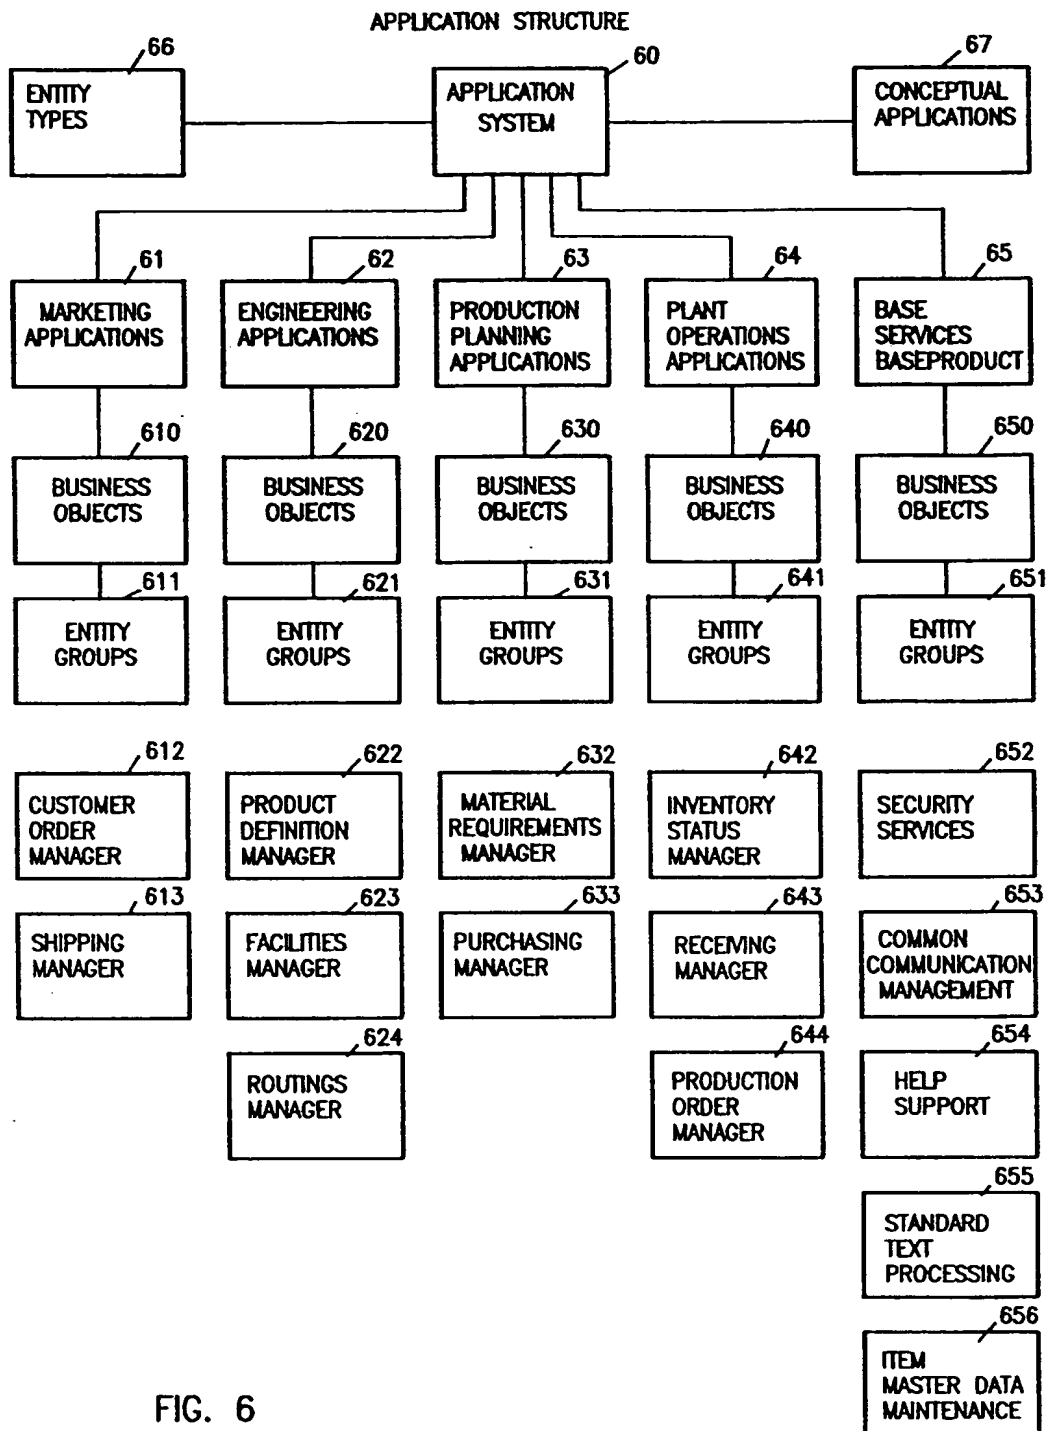 APPLICATION STRUCTURE
66
60
67
ENTITY
TYPES
APPLICATION
SYSTEM
CONCEPTUAL
APPLICATIONS
61
62
63
64
65
MARKETING
APPLICATIONS
ENGINEERING
APPLICATIONS
PRODUCTION
PLANNING
APPLICATIONS
PLANT
OPERATIONS
APPLICATIONS
BASE
SERVICES
BASEPRODUCT
610
620
630
640
650
BUSINESS
OBJECTS
BUSINESS
OBJECTS
BUSINESS
OBJECTS
BUSINESS
OBJECTS
BUSINESS
OBJECTS
611
621
631
641
651
ENTITY
GROUPS
ENTITY
GROUPS
ENTITY
GROUPS
ENTITY
GROUPS
ENTITY
GROUPS
612
622
632
642
652
CUSTOMER
ORDER
MANAGER
PRODUCT
DEFINITION
MANAGER
MATERIAL
REQUIREMENTS
MANAGER
INVENTORY
STATUS
MANAGER
SECURITY
SERVICES
613
623
633
643
653
SHIPPING
MANAGER
FACILITIES
MANAGER
PURCHASING
MANAGER
RECEIVING
MANAGER
COMMON
COMMUNICATION
MANAGEMENT
624
644
654
ROUTINGS
MANAGER
PRODUCTION
ORDER
MANAGER
HELP
SUPPORT
655
STANDARD
TEXT
PROCESSING
656
ITEM
MASTER DATA
MAINTENANCE
FIG. 6